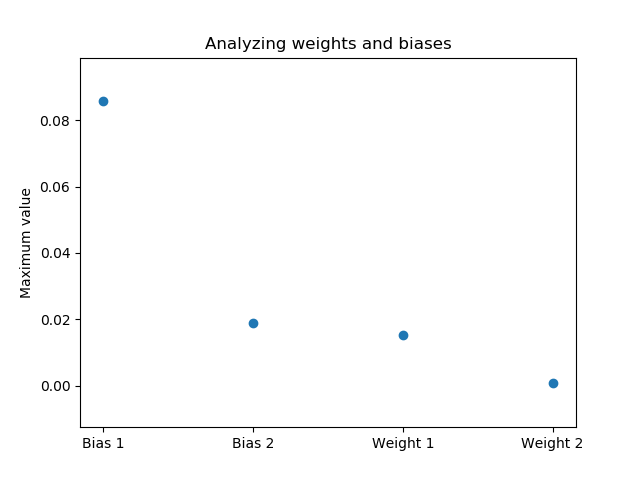 Analyzing weights and biases
Maximum value
0.08
0.06
0.04
0.02
0.00
Bias 1
Bias 2
Weight 1
Weight 2